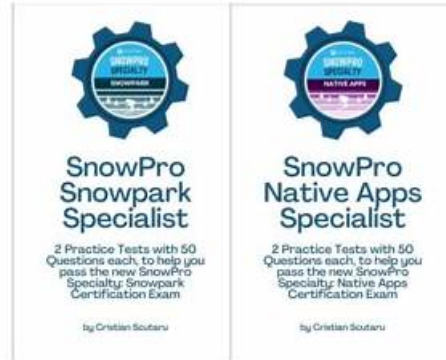 SNOWPRO
SPECIALTY
SNOWPARK
SnowPro
Snowpark
Specialist
2 Practice Tests with 50
Questions each, to help you
pass the new SnowPro
Specialty: Snowpark
Certification Exam
by Cristian Scutaru
SNOWPRO
SPECIALTY
NATIVE APPS
SnowPro
Native Apps
Specialist
2 Practice Tests with 50
Questions each, to help you
pass the new SnowPro
Specialty: Native Apps
Certification Exam
by Cristian Scutaru